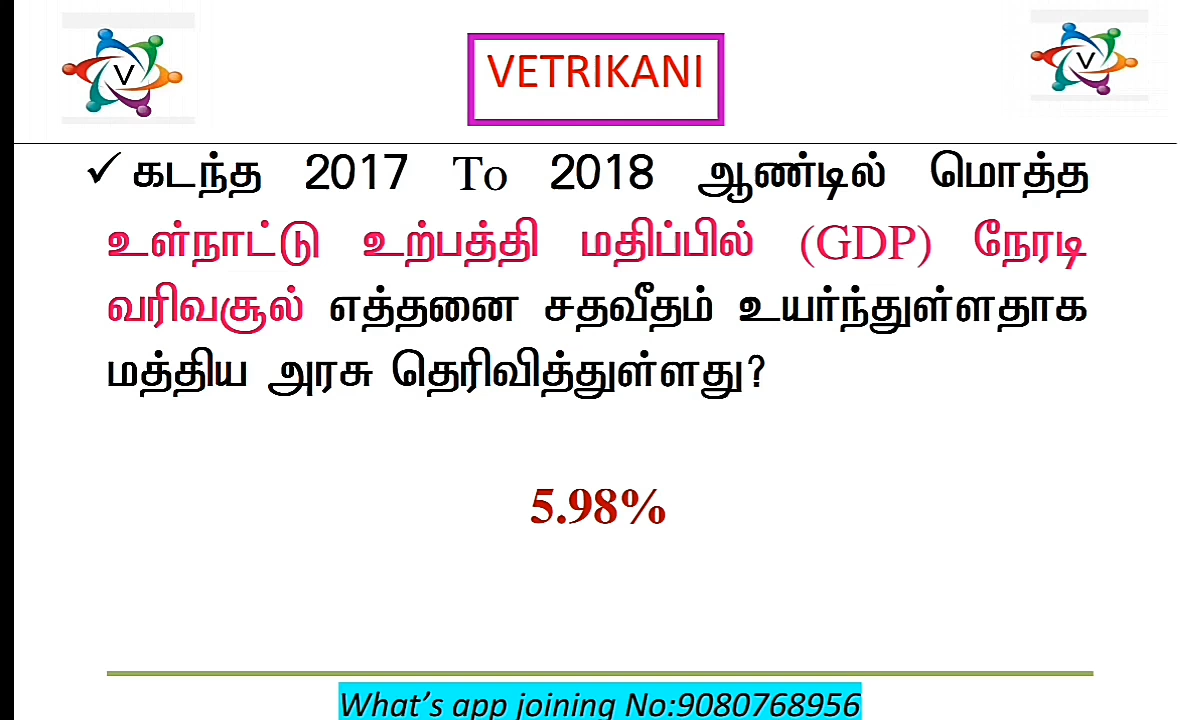 V
VETRIKANI
V
✓ கடந்த 2017 To 2018 ஆண்டில் மொத்த
உள்நாட்டு உற்பத்தி மதிப்பில் (GDP) நேரடி
வரிவசூல் எத்தனை சதவீதம் உயர்ந்துள்ளதாக
மத்திய அரசு தெரிவித்துள்ளது?
5.98%
What's app joining No:9080768956